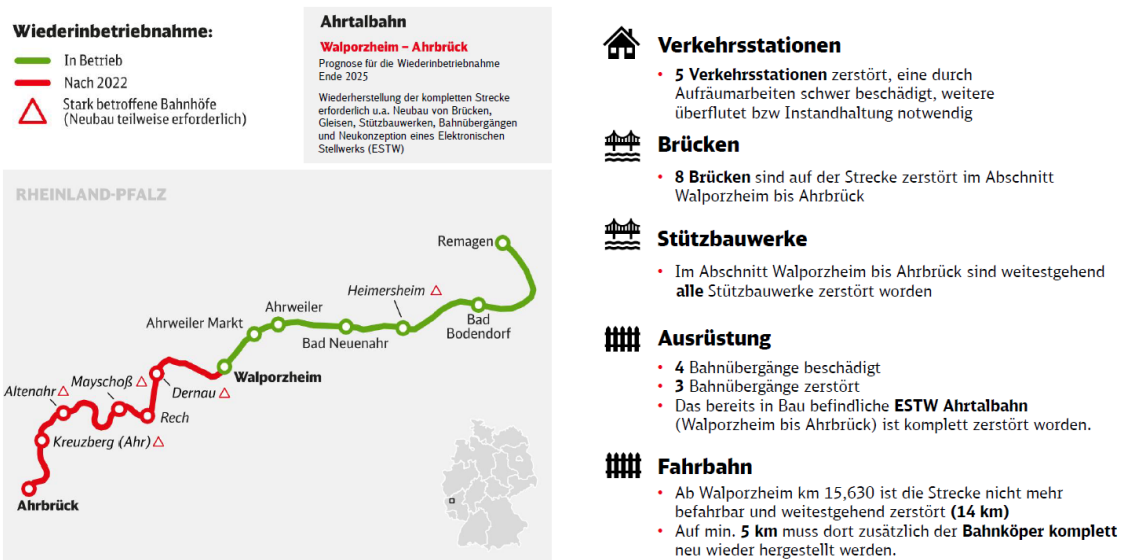 Wiederinbetriebnahme:
In Betrieb
Nach 2022
Stark betroffene Bahnhöfe
(Neubau teilweise erforderlich)
Ahrtalbahn
Walporzheim – Ahrbrück
Prognose für die Wiederinbetriebnahme
Ende 2025
Wiederherstellung der kompletten Strecke
erforderlich u.a. Neubau von Brücken,
Gleisen, Stützbauwerken, Bahnübergängen
und Neukonzeption eines Elektronischen
Stellwerks (ESTW)
RHEINLAND-PFALZ
Remagen
Heimersheim
Ahrweiler
Bad
Bodendorf
Ahrweiler Markt
Bad Neuenahr
Walporzheim
Mayschoß
Altenahr
Dernau
Rech
Kreuzberg (Ahr)
Ahrbrück
Verkehrsstationen
• 5 Verkehrsstationen zerstört, eine durch
Aufräumarbeiten schwer beschädigt, weitere
überflutet bzw Instandhaltung notwendig
Brücken
• 8 Brücken sind auf der Strecke zerstört im Abschnitt
Walporzheim bis Ahrbrück
Stützbauwerke
• Im Abschnitt Walporzheim bis Ahrbrück sind weitestgehend
alle Stützbauwerke zerstört worden
Ausrüstung
• 4 Bahnübergänge beschädigt
• 3 Bahnübergänge zerstört
• Das bereits in Bau befindliche ESTW Ahrtalbahn
(Walporzheim bis Ahrbrück) ist komplett zerstört worden.
Fahrbahn
• Ab Walporzheim km 15,630 ist die Strecke nicht mehr
befahrbar und weitestgehend zerstört (14 km)
• Auf min. 5 km muss dort zusätzlich der Bahnköper komplett
neu wieder hergestellt werden.